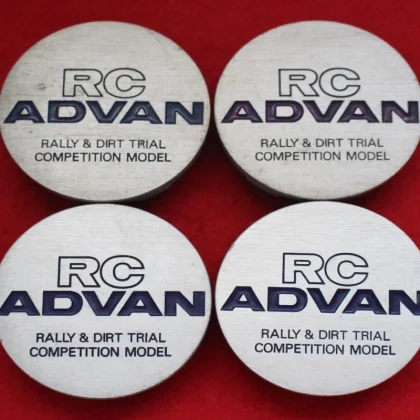 RC
ADVAN
RALLY & DIRT TRIAL
COMPETITION MODEL
RC
ADVAN
RALLY & DIRT TRIAL
COMPETITION MODEL
RC
ADVAN
RALLY & DIRT TRIAL
COMPETITION MODEL
RC
ADVAN
RALLY & DIRT TRIAL
COMPETITION MODEL